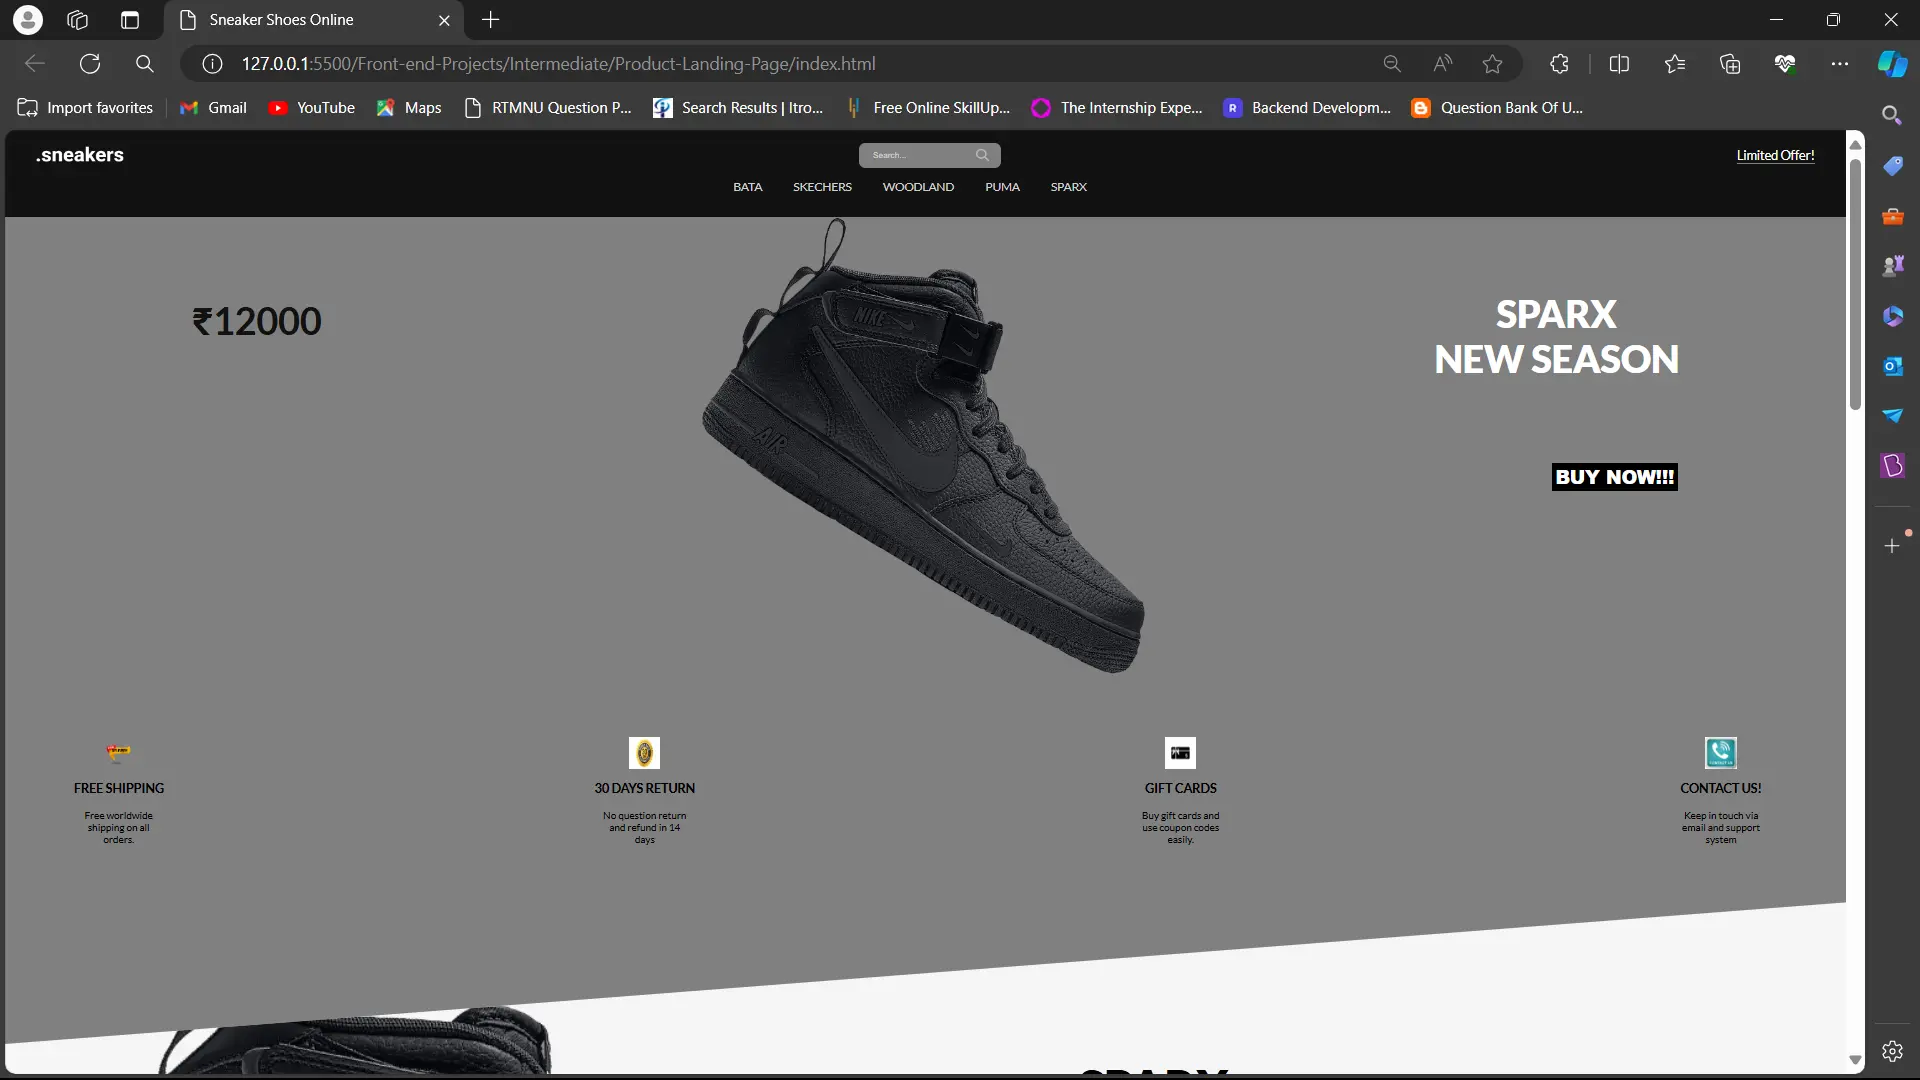 Sneaker Shoes Online
127.0.0.1:5500/Front-end-Projects/Intermediate/Product-Landing-Page/index.html
Import favorites
Gmail
YouTube
Maps
RTMNU Question P...
Search Results | Itro...
Free Online SkillUp...
The Internship Expe...
Backend Developm...
Question Bank Of U...
.sneakers
Search...
Limited Offer!
BATA SKECHERS WOODLAND PUMA SPARX
₹12000
NIKE
AIR
SPARX
NEW SEASON
BUY NOW!!!
FREE SHIPPING
Free worldwide
shipping on all
orders.
30 DAYS RETURN
No question return
and refund in 14
days
GIFT CARDS
Buy gift cards and
use coupon codes
easily.
CONTACT US!
Keep in touch via
email and support
system
SPARX